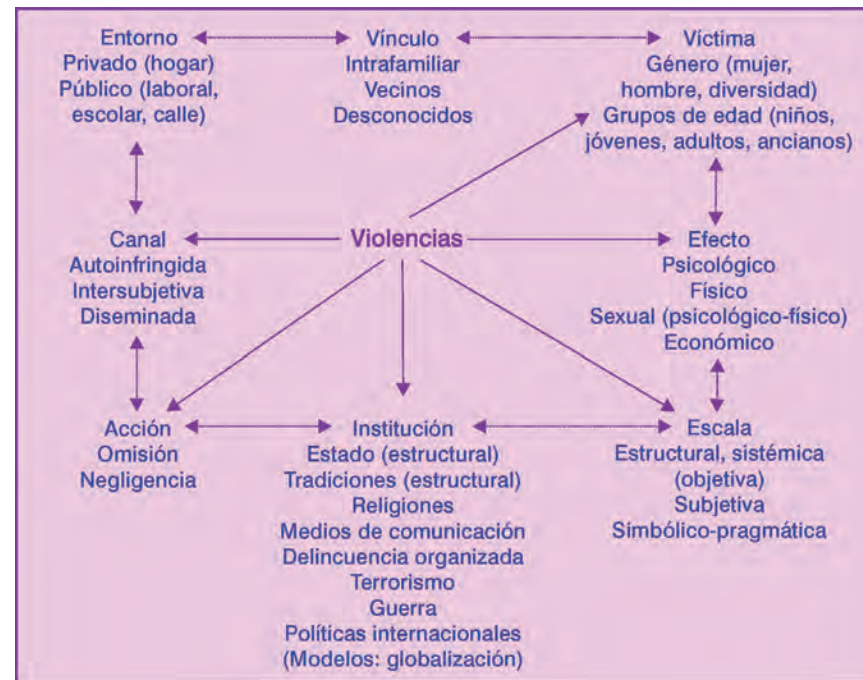 Entorno
Privado (hogar)
Público (laboral,
escolar, calle)
Vínculo
Intrafamiliar
Vecinos
Desconocidos
Víctima
Género (mujer,
hombre, diversidad)
Grupos de edad (niños,
jóvenes, adultos, ancianos)
Canal
Autoinfringida
Intersubjetiva
Diseminada
Violencias
Efecto
Psicológico
Físico
Sexual (psicológico-físico)
Económico
Acción
Omisión
Negligencia
Institución
Estado (estructural)
Tradiciones (estructural)
Religiones
Medios de comunicación
Delincuencia organizada
Terrorismo
Guerra
Políticas internacionales
(Modelos: globalización)
Escala
Estructural, sistémica
(objetiva)
Subjetiva
Símbólico-pragmática